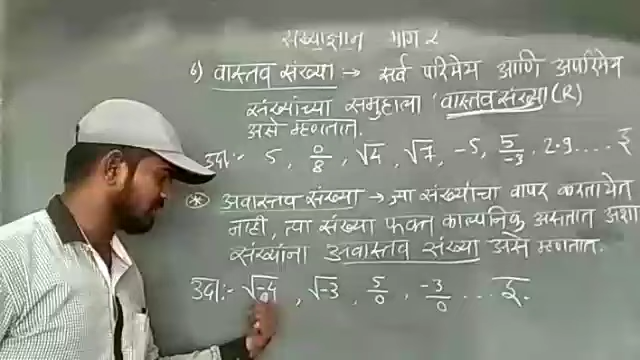 संख्याज्ञान भाग २
६) वास्तव संख्या → सर्व परिमेय आणि अपरिमेय
संख्यांच्या समुहाला 'वास्तव संख्या (R)
असे म्हणतात.
उदा:- 5, 0/8, √4, √7, -5, 5/-3, 2.9.... इ
* अवास्तव संख्या → ज्या संख्यांचा वापर करता येत
नाही, त्या संख्या फक्त काल्पनिक असतात अशा
संख्यांना अवास्तव संख्या असे म्हणतात.
उदा:- √-4, √-3, 5/0, -3/0 ... इ.